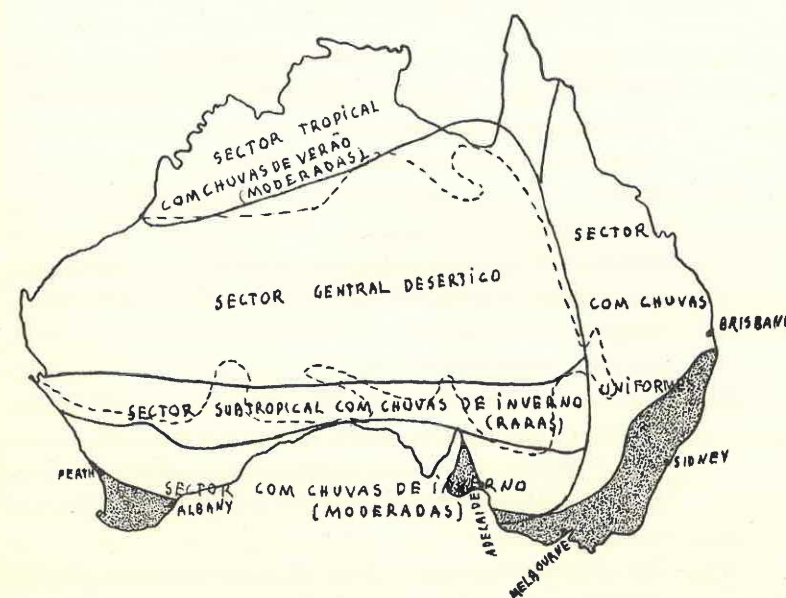 SECTOR TROPICAL
COM CHUVAS DE VERÃO
(MODERADAS)
SECTOR
SECTOR CENTRAL DESERTICO
COM CHUVAS
BRISBANE
UNIFORMES
SECTOR SUBTROPICAL COM CHUVAS DE INVERNO
(RARAS)
PERTH
SIDNEY
SECTOR COM CHUVAS DE INVERNO
(MODERADAS)
ALBANY
ADELAIDE
MELBOURNE